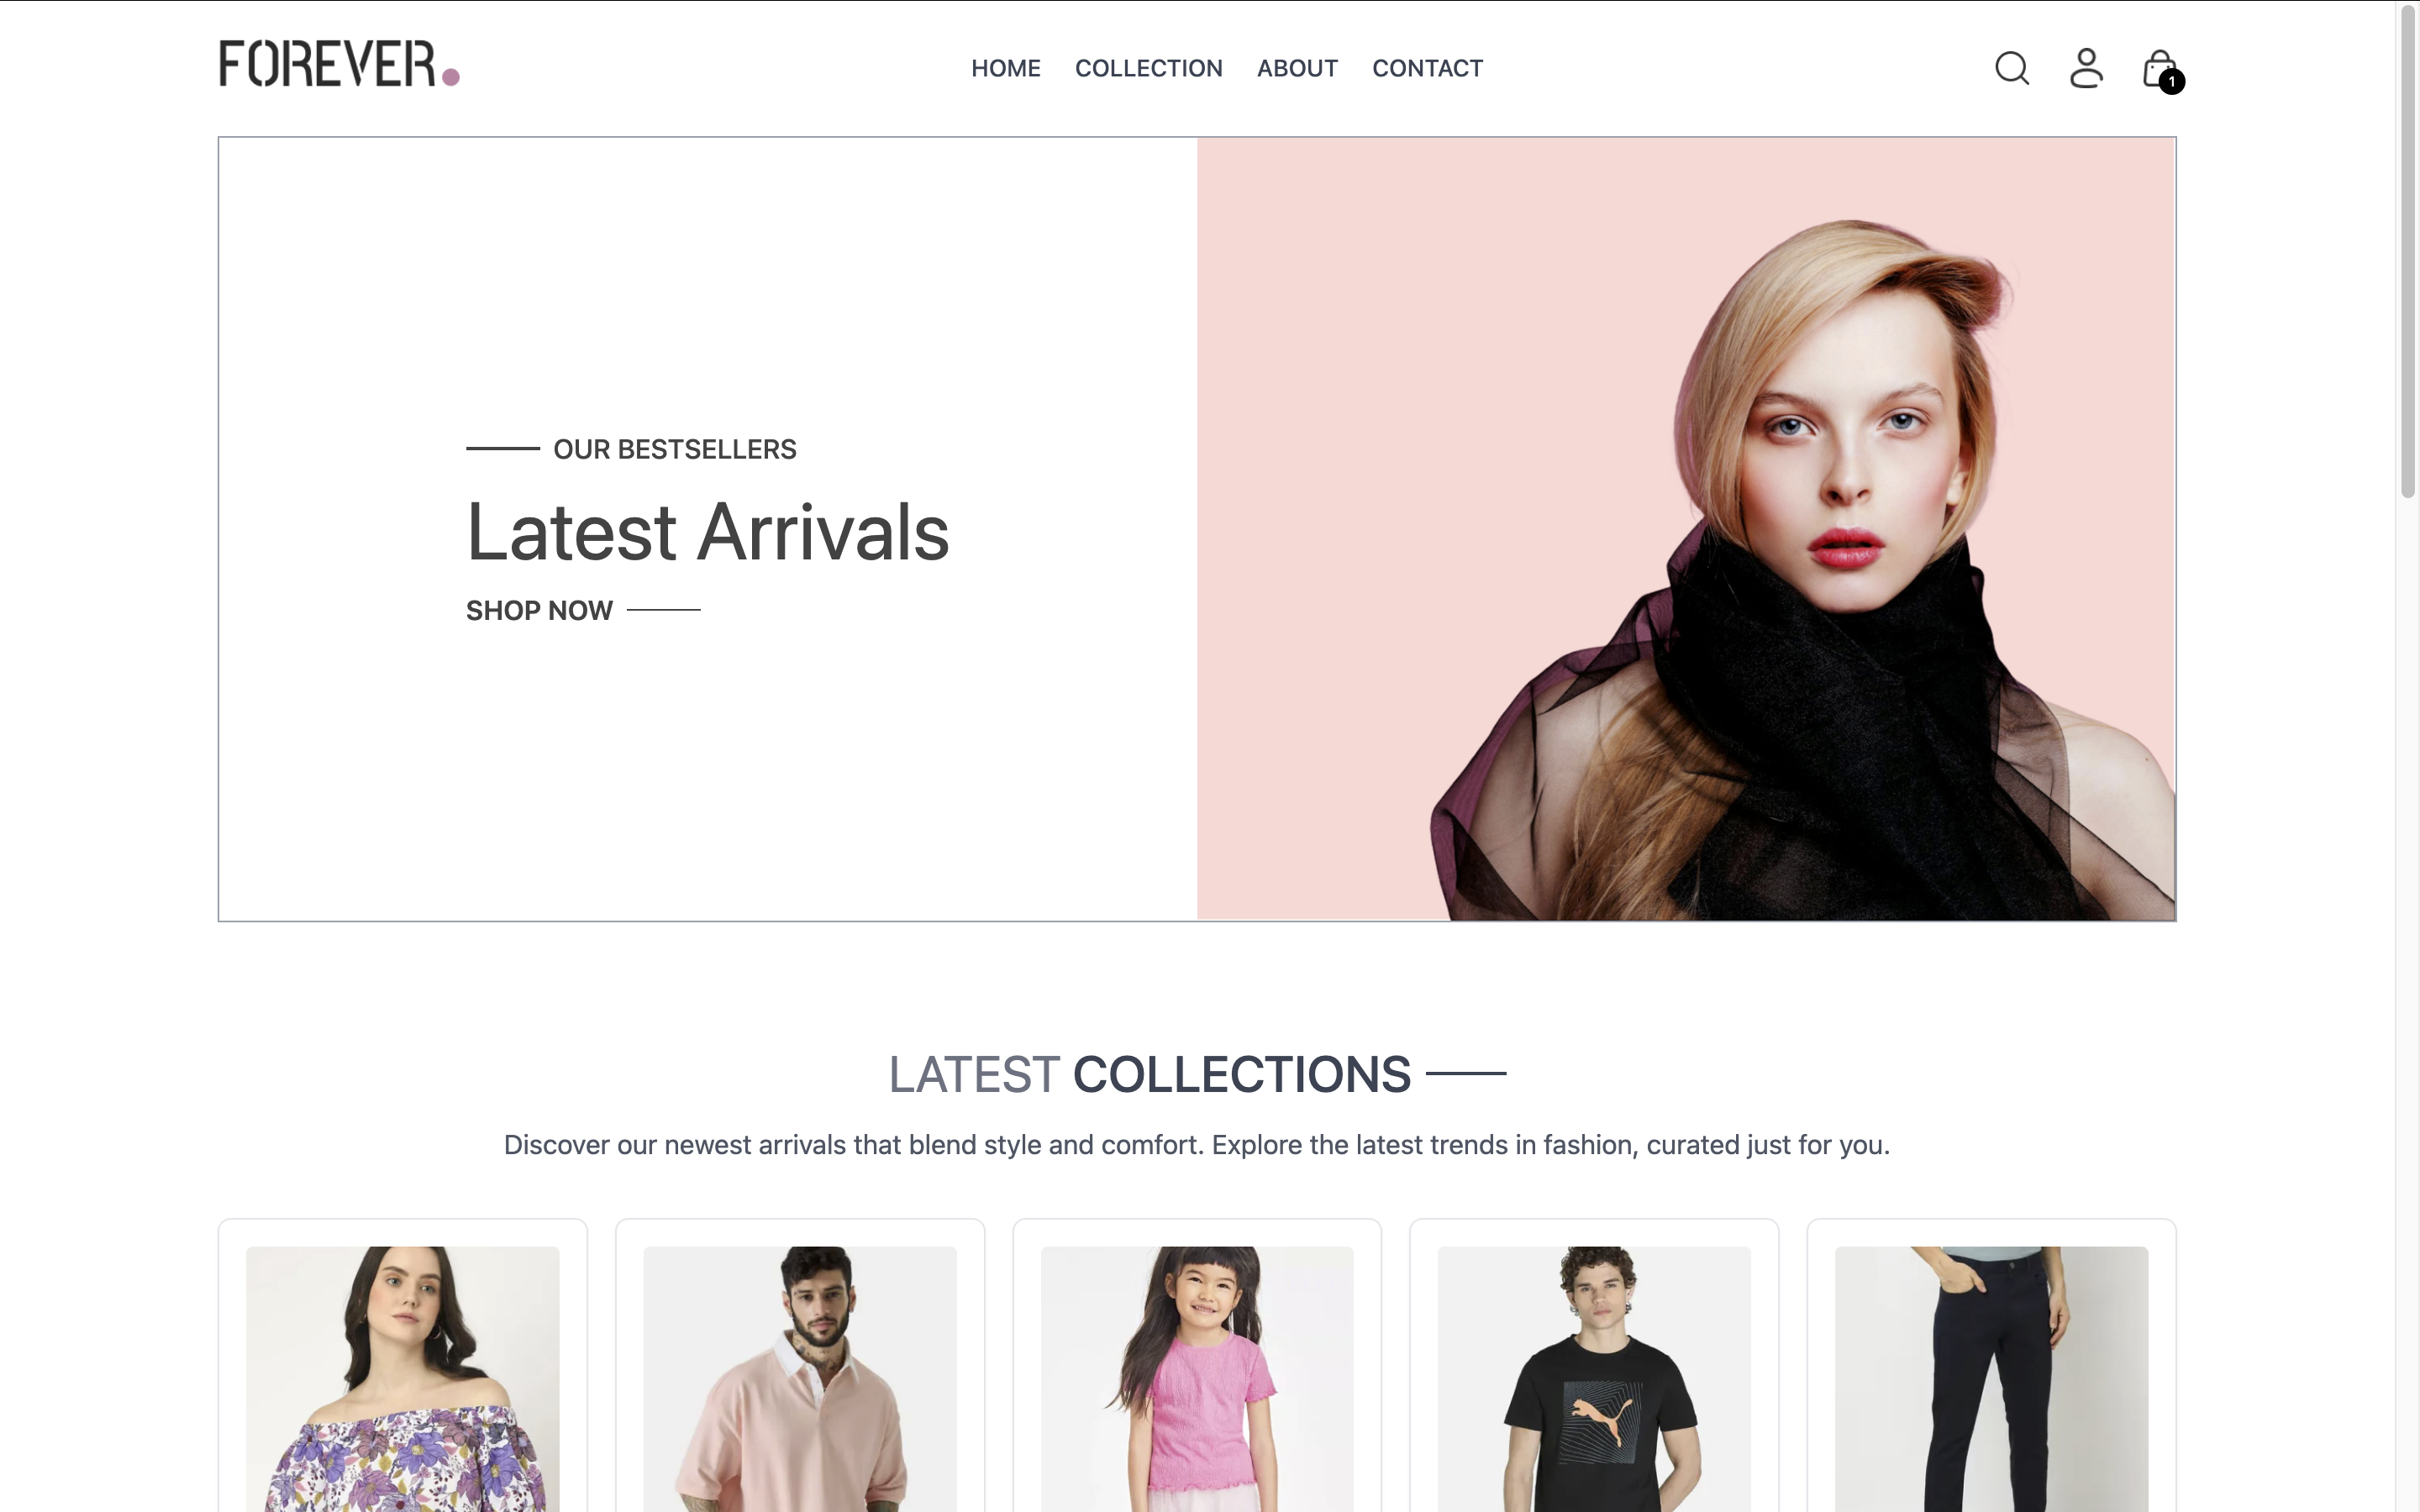 FOREVER.
HOME COLLECTION ABOUT CONTACT
1
OUR BESTSELLERS
Latest Arrivals
SHOP NOW
LATEST COLLECTIONS
Discover our newest arrivals that blend style and comfort. Explore the latest trends in fashion, curated just for you.